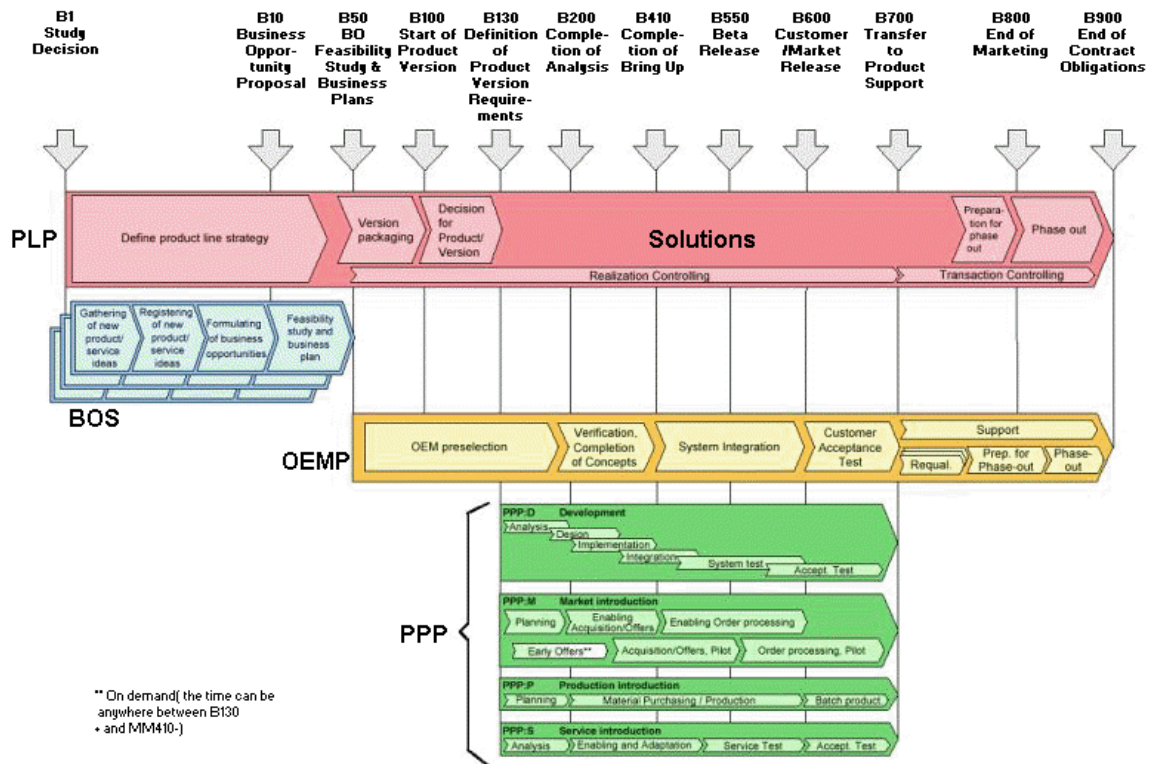 B1
Study
Decision
B10
Business
Oppor-
tunity
Proposal
B50
BO
Feasibility
Study &
Business
Plans
B100
Start of
Product
Version
B130
Definition
of
Product
Version
Require-
ments
B200
Comple-
tion of
Analysis
B410
Comple-
tion of
Bring Up
B550
Beta
Release
B600
Customer
/Market
Release
B700
Transfer
to
Product
Support
B800
End of
Marketing
B900
End of
Contract
Obligations
PLP
Define product line strategy
Version
packaging
Decision
for
Product/
Version
Solutions
Prepara-
tion for
phase
out
Phase out
Realization Controlling
Transaction Controlling
Gathering
of new
product/
service
ideas
Registering
of new
product/
service
ideas
Formulating
of business
opportunities
Feasibility
study and
business
plan
BOS
OEMP
OEM preselection
Verification,
Completion
of Concepts
System Integration
Customer
Acceptance
Test
Support
Requal.
Prep. for
Phase-out
Phase-
out
PPP
PPP:D Development
Analysis
Design
Implementation
Integration
System test
Accept. Test
PPP:M Market introduction
Planning
Enabling
Acquisition/Offers
Enabling Order processing
Early Offers**
Acquisition/Offers, Pilot
Order processing, Pilot
PPP:P Production introduction
Planning
Material Purchasing / Production
Batch product
PPP:S Service introduction
Analysis
Enabling and Adaptation
Service Test
Accept. Test
** On demand( the time can be
anywhere between B130
+ and MM410-)